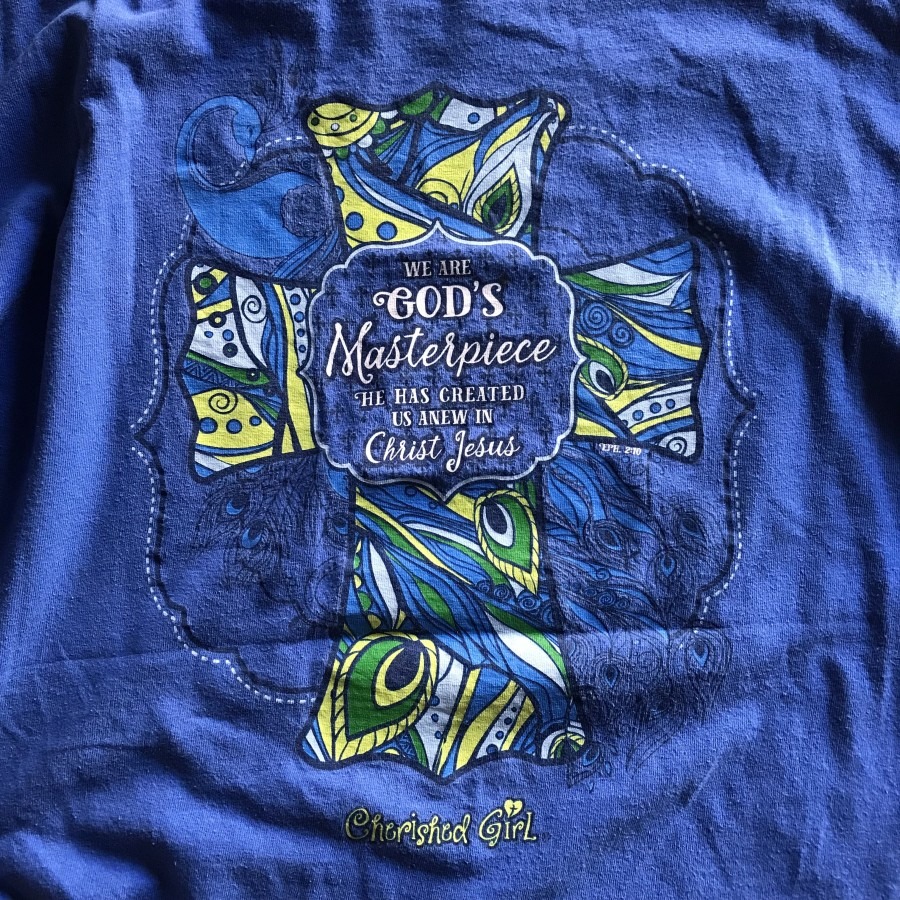 WE ARE
GOD'S
Masterpiece
HE HAS CREATED
US ANEW IN
Christ Jesus
EPH. 2:10
Cherished Girl